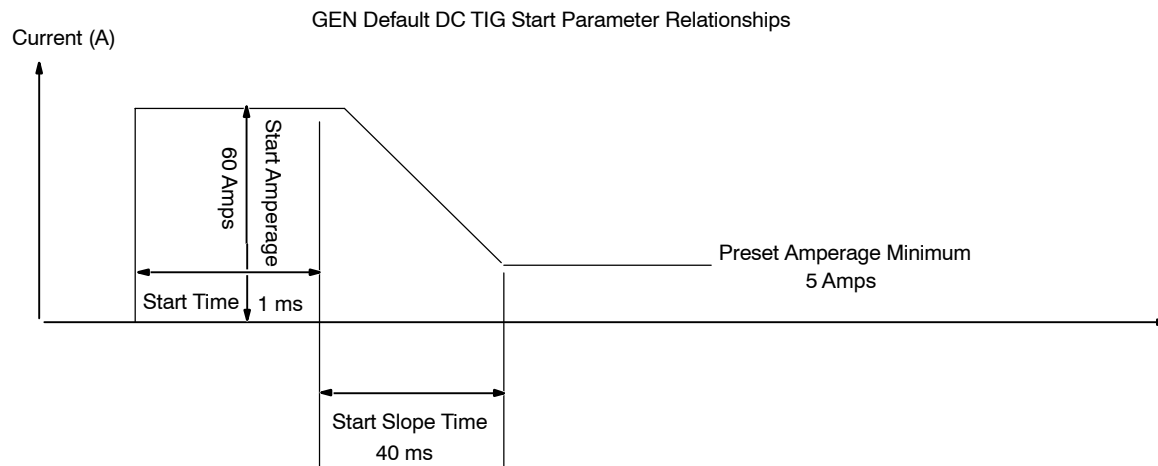 GEN Default DC TIG Start Parameter Relationships
Current (A)
Start Amperage
60 Amps
Start Time
1 ms
Preset Amperage Minimum
5 Amps
Start Slope Time
40 ms